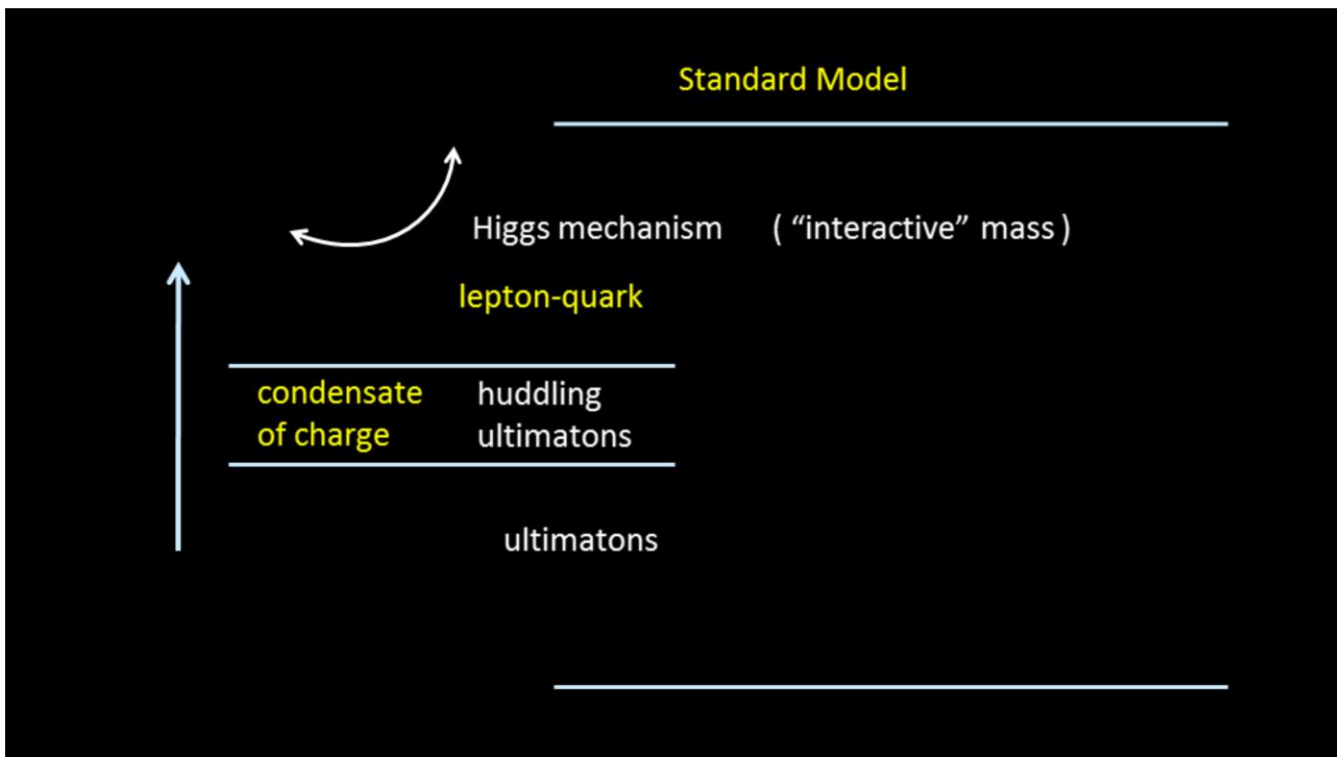 Standard Model
Higgs mechanism ( “interactive” mass )
lepton-quark
condensate huddling
of charge ultimatons
ultimatons